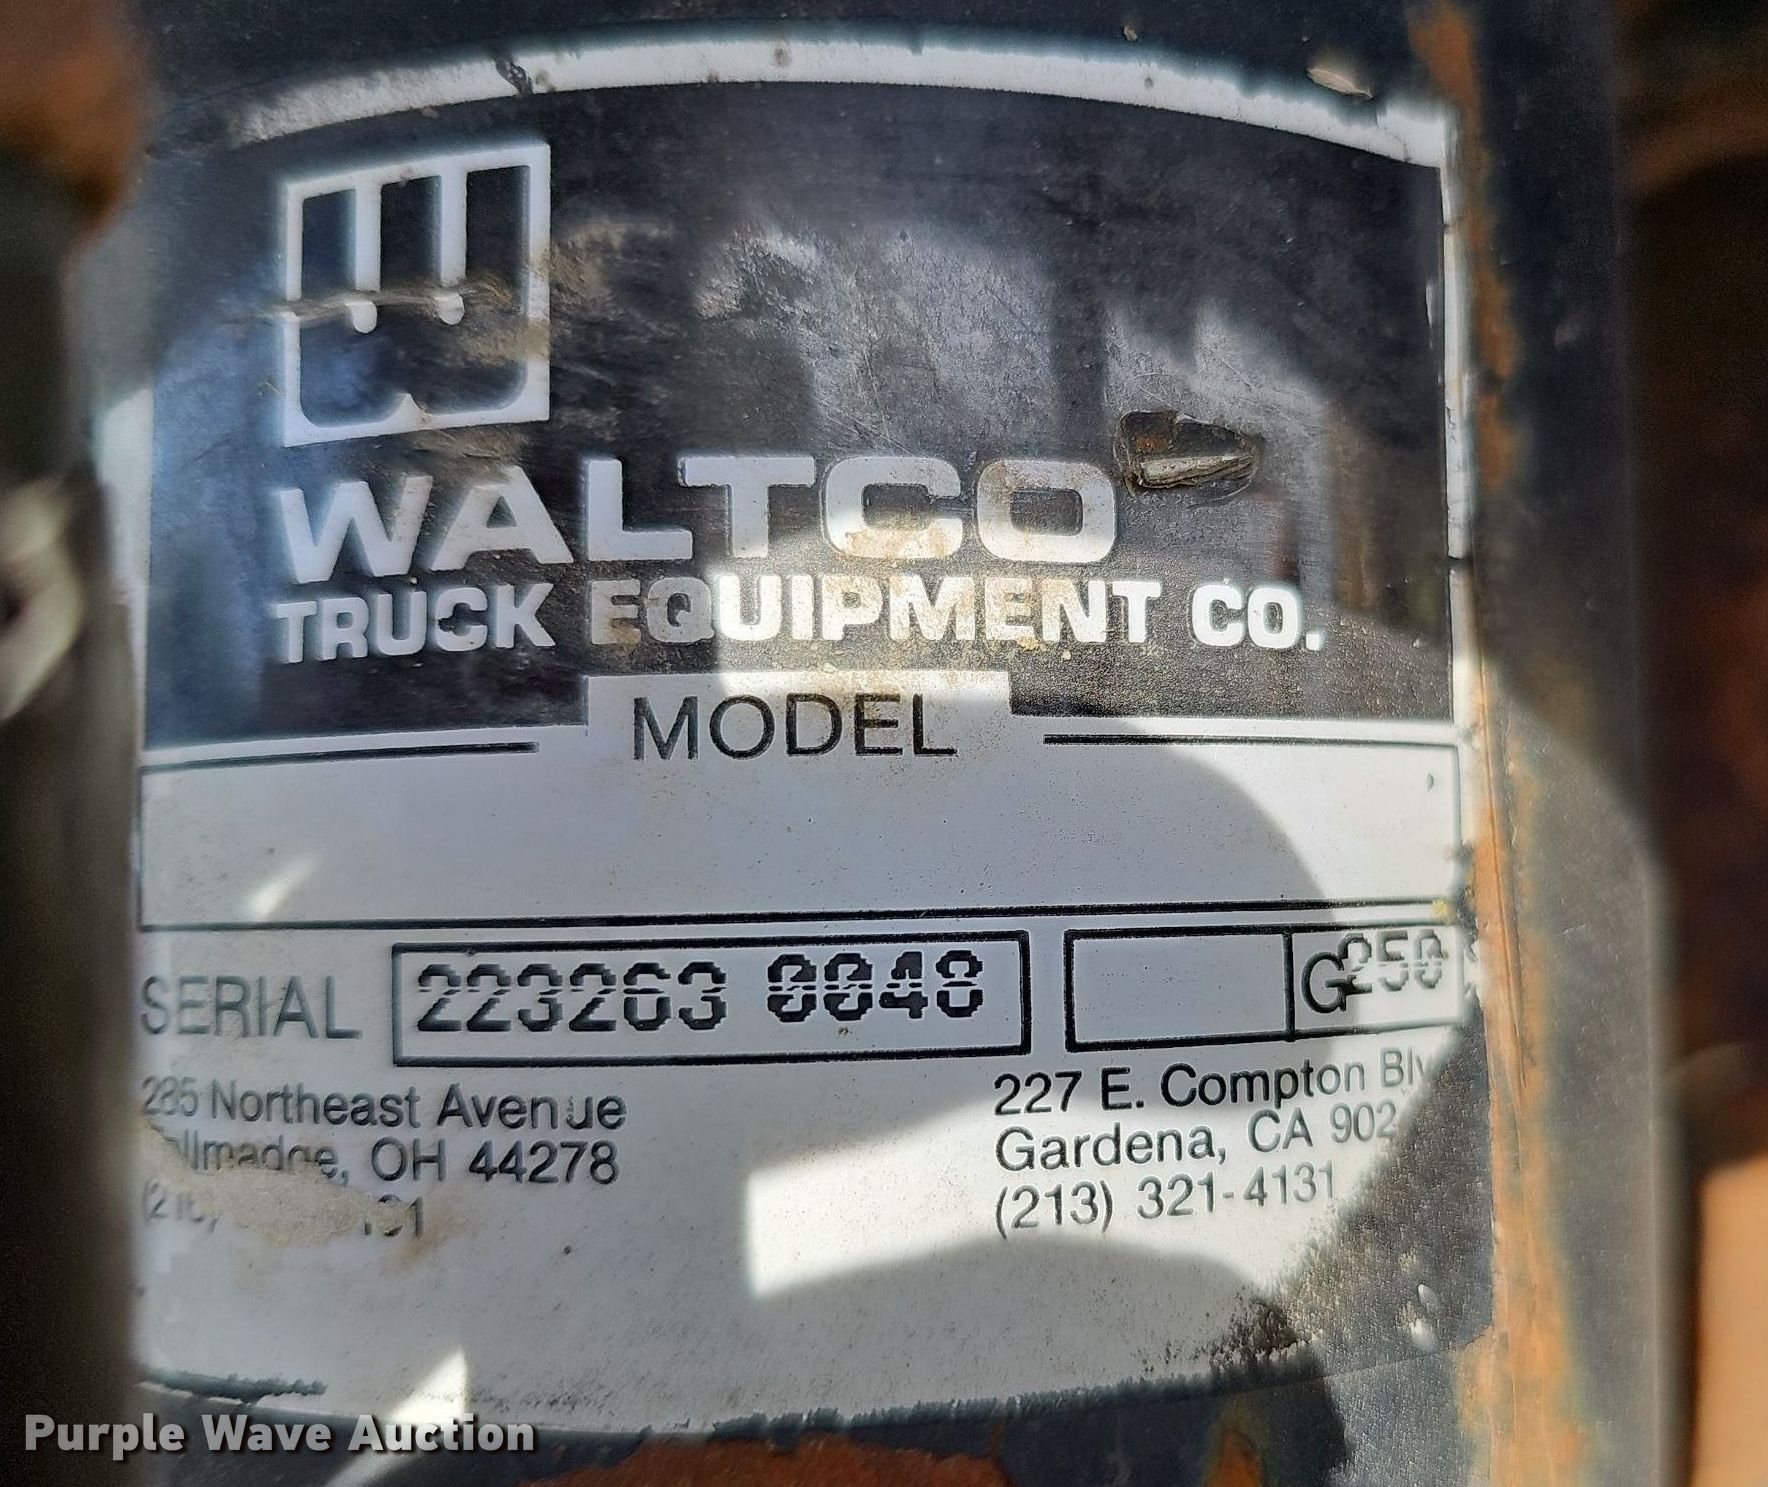 WALTCO
TRUCK EQUIPMENT CO.
MODEL
SERIAL 223263 0048 G250
285 Northeast Avenue
OH 44278
227 E. Compton
Gardena, CA
(213) 321-4131
Purple Wave Auction